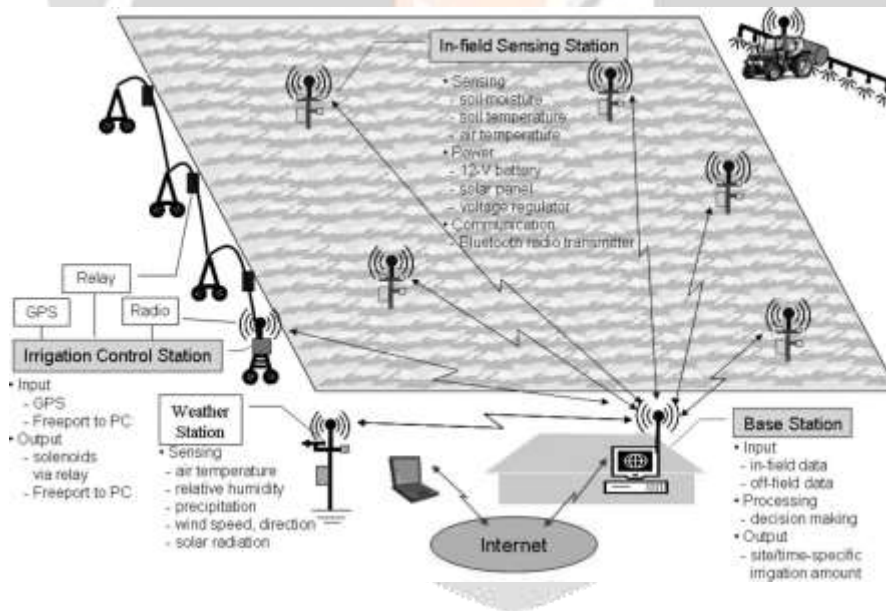 In-field Sensing Station
• Sensing
- soil moisture
- soil temperature
- air temperature
• Power
- 12-V battery
- solar panel
- voltage regulator
• Communication
- Bluetooth radio transmitter
Relay
GPS
Radio
Irrigation Control Station
• Input
- GPS
- Freeport to PC
• Output
- solenoids
via relay
- Freeport to PC
Weather
Station
• Sensing
- air temperature
- relative humidity
- precipitation
- wind speed, direction
- solar radiation
Internet
Base Station
• Input
- in-field data
- off-field data
• Processing
- decision making
• Output
- site/time-specific
irrigation amount